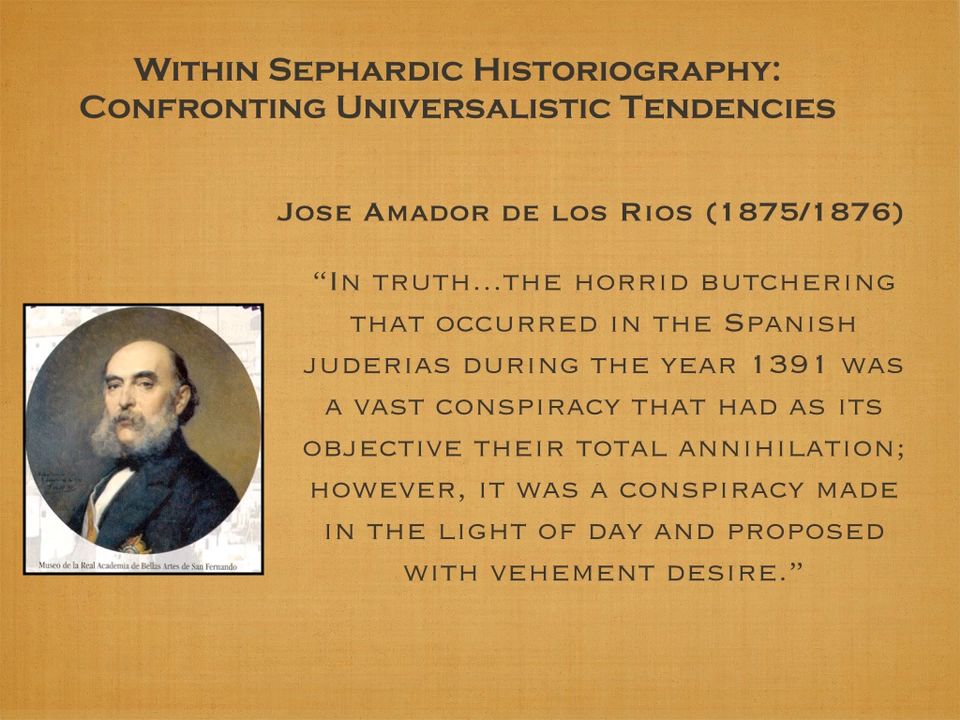 Within Sephardic Historiography:
Confronting Universalistic Tendencies
Jose Amador de los Rios (1875/1876)
“In truth...the horrid butchering
that occurred in the Spanish
juderias during the year 1391 was
a vast conspiracy that had as its
objective their total annihilation;
however, it was a conspiracy made
in the light of day and proposed
with vehement desire.”
Museo de la Real Academia de Bellas Artes de San Fernando